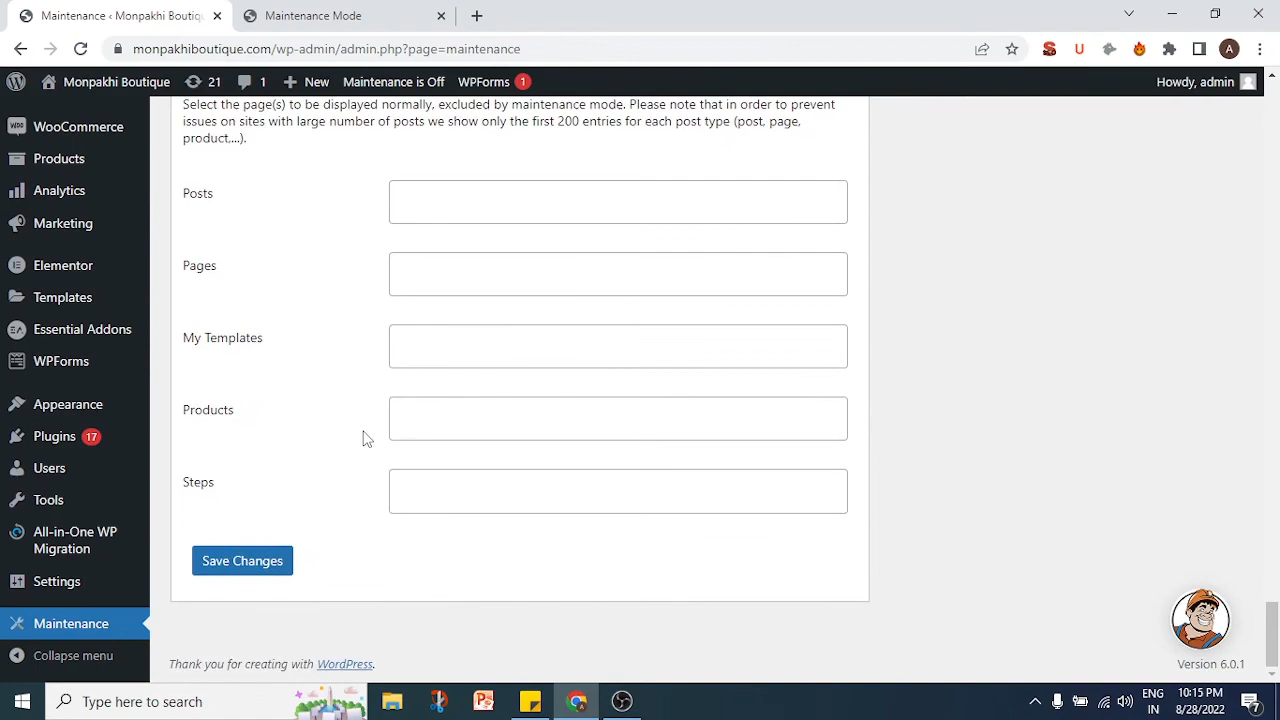 Maintenance ‹ Monpakhi Boutiqu
Maintenance Mode
monpakhiboutique.com/wp-admin/admin.php?page=maintenance
S
U
A
Monpakhi Boutique
21
1
New
Maintenance is Off
WPForms
1
Howdy, admin
WooCommerce
Products
Analytics
Marketing
Elementor
Templates
Essential Addons
WPForms
Appearance
Plugins
17
Users
Tools
All-in-One WP
Migration
Settings
Maintenance
Collapse menu
Select the page(s) to be displayed normally, excluded by maintenance mode. Please note that in order to prevent
issues on sites with large number of posts we show only the first 200 entries for each post type (post, page,
product,...).
Posts
Pages
My Templates
Products
Steps
Save Changes
Thank you for creating with WordPress.
Version 6.0.1
Type here to search
ENG
IN
10:15 PM
8/28/2022
7